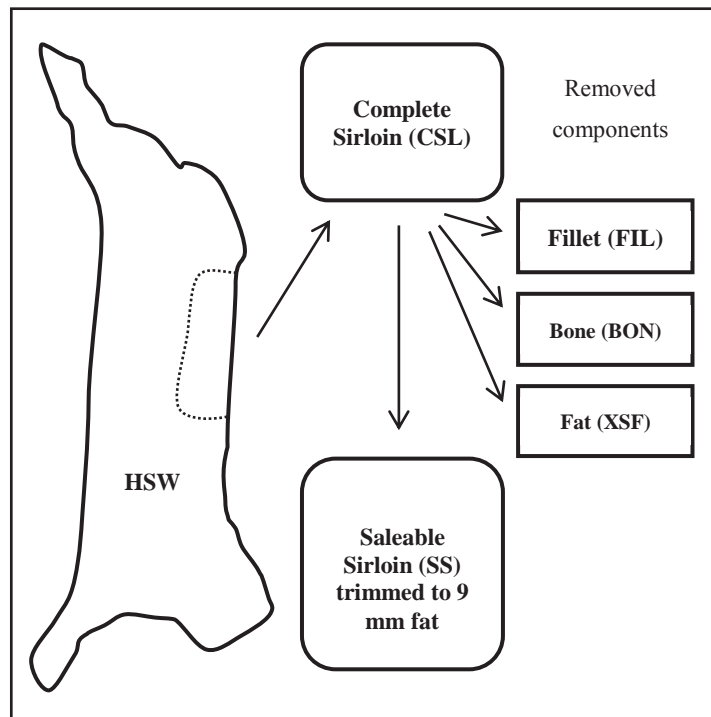 Complete
Sirloin (CSL)
Removed
components
Fillet (FIL)
Bone (BON)
Fat (XSF)
HSW
Saleable
Sirloin (SS)
trimmed to 9
mm fat